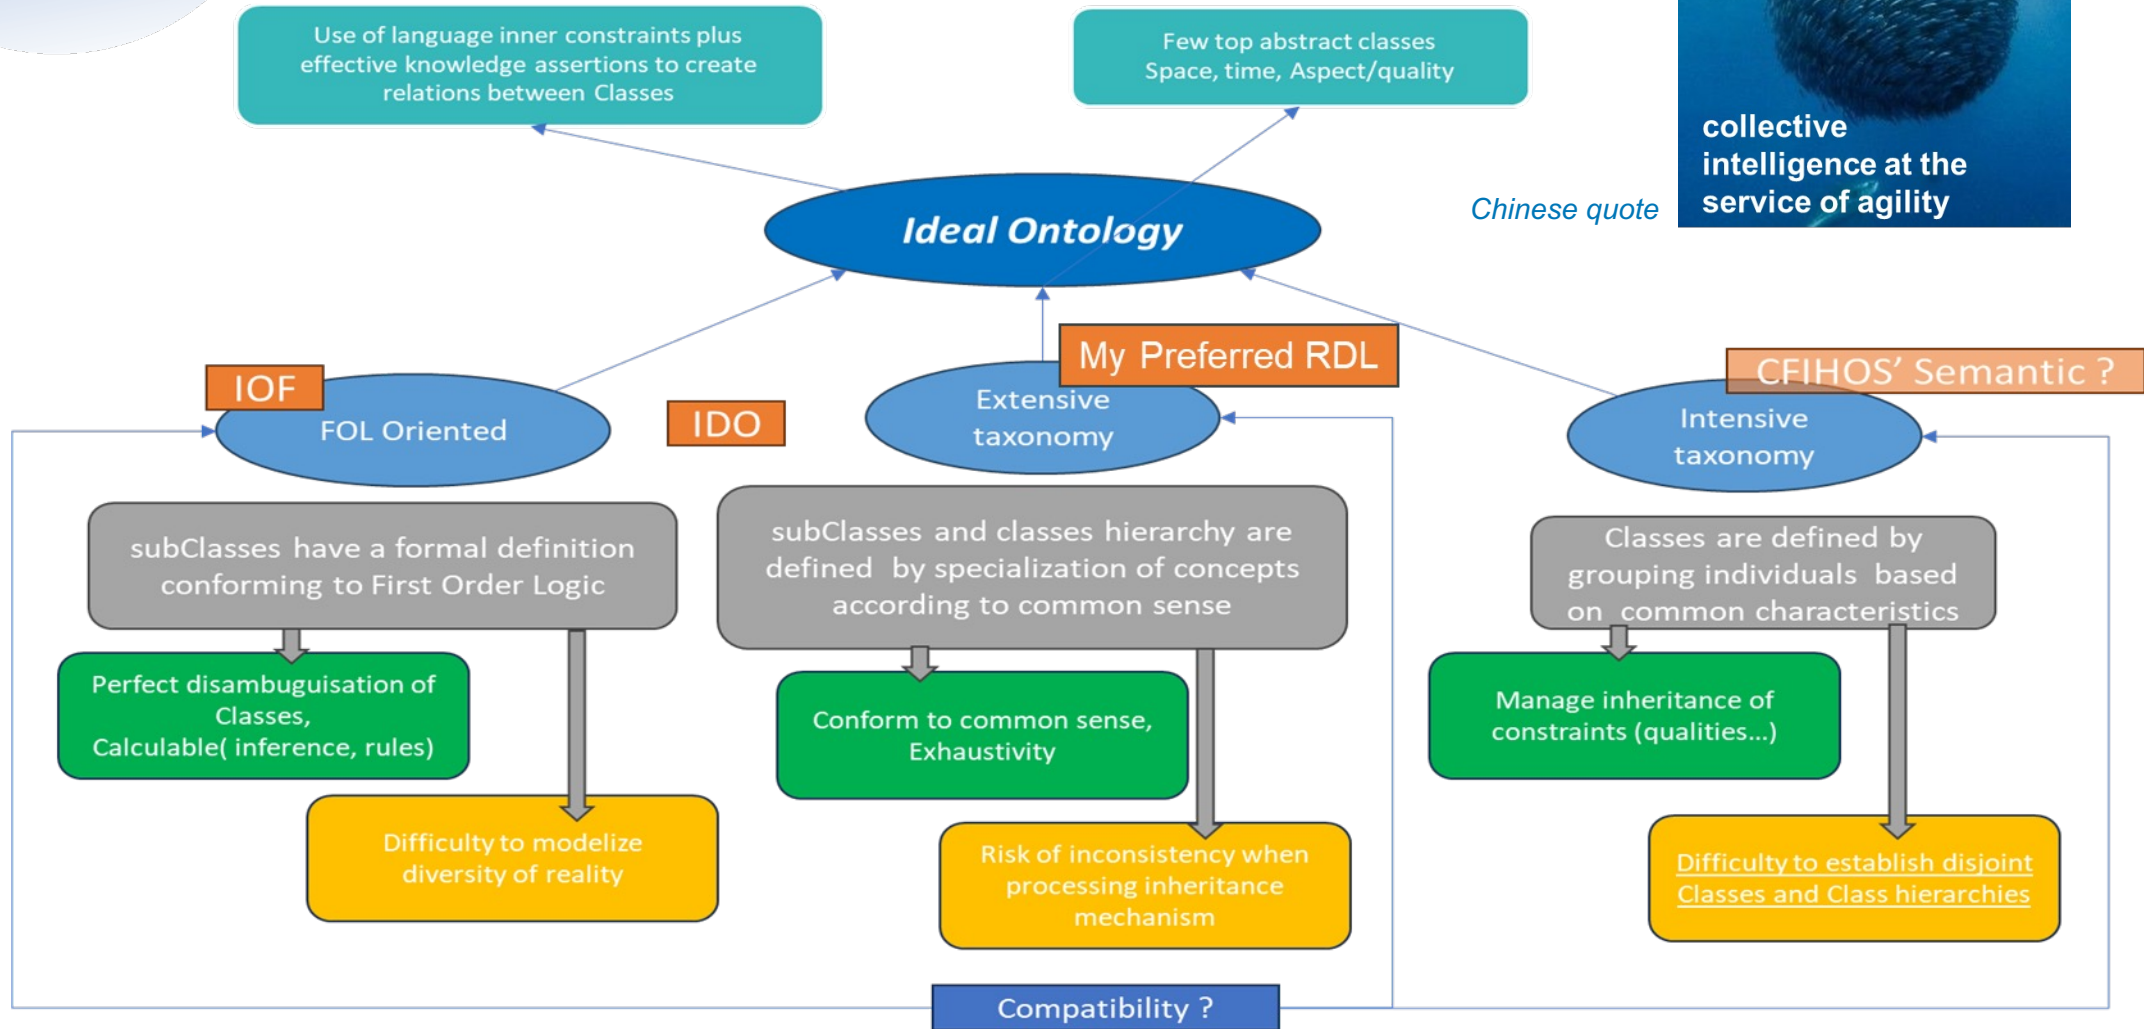 Use of language inner constraints plus
effective knowledge assertions to create
relations between Classes
Few top abstract classes
Space, time, Aspect/quality
collective
intelligence at the
service of agility
Chinese quote
Ideal Ontology
IOF
FOL Oriented
IDO
My Preferred RDL
Extensive
taxonomy
CFIHOS’ Semantic ?
Intensive
taxonomy
subClasses have a formal definition
conforming to First Order Logic
subClasses and classes hierarchy are
defined by specialization of concepts
according to common sense
Classes are defined by
grouping individuals based
on common characteristics
Perfect disambuguisation of
Classes,
Calculable( inference, rules)
Conform to common sense,
Exhaustivity
Manage inheritance of
constraints (qualities...)
Difficulty to modelize
diversity of reality
Risk of inconsistency when
processing inheritance
mechanism
Difficulty to establish disjoint
Classes and Class hierarchies
Compatibility ?